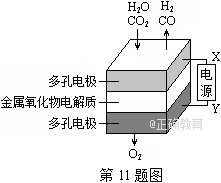 H₂O H₂
CO₂ CO
X
多孔电极
电源
金属氧化物电解质
多孔电极
Y
@正确教育
O₂
第 11 题图